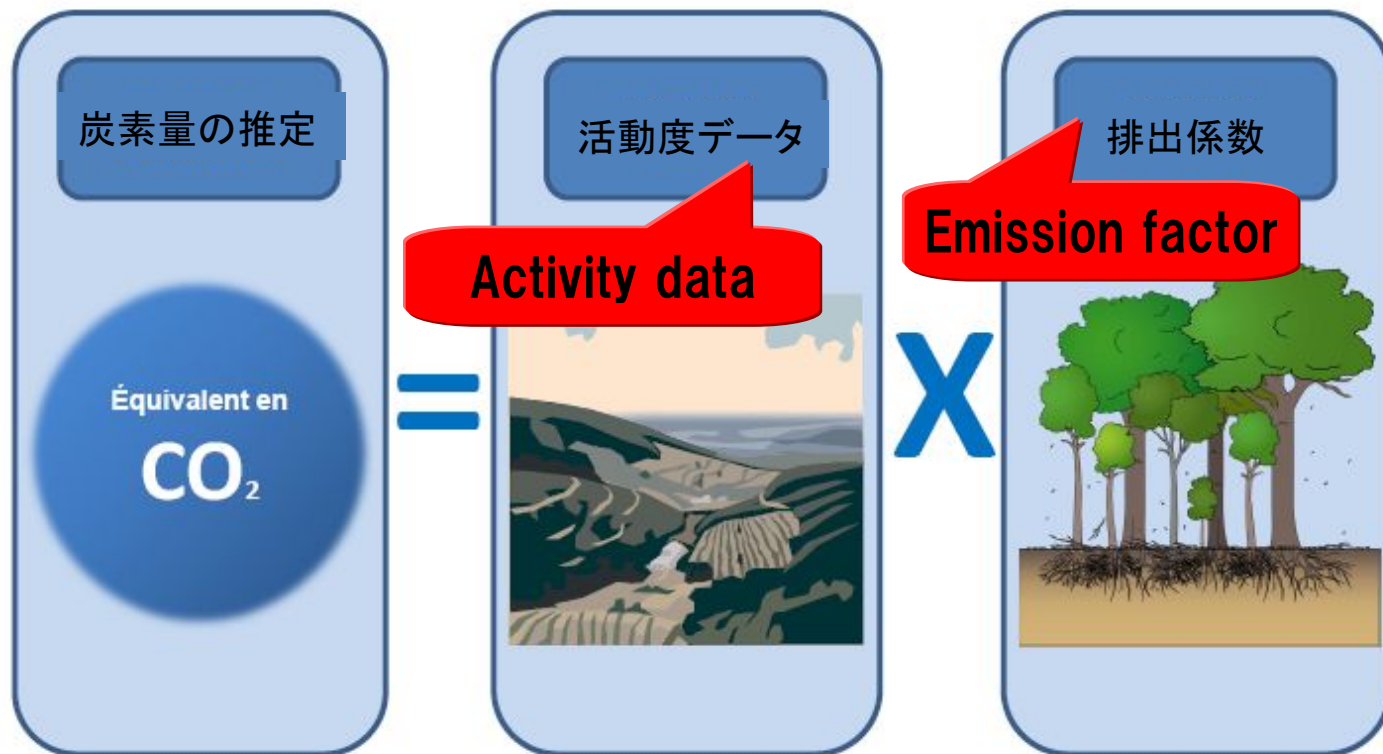 炭素量の推定
活動度データ
排出係数
Activity data
Emission factor
Équivalent en
CO₂
=
X